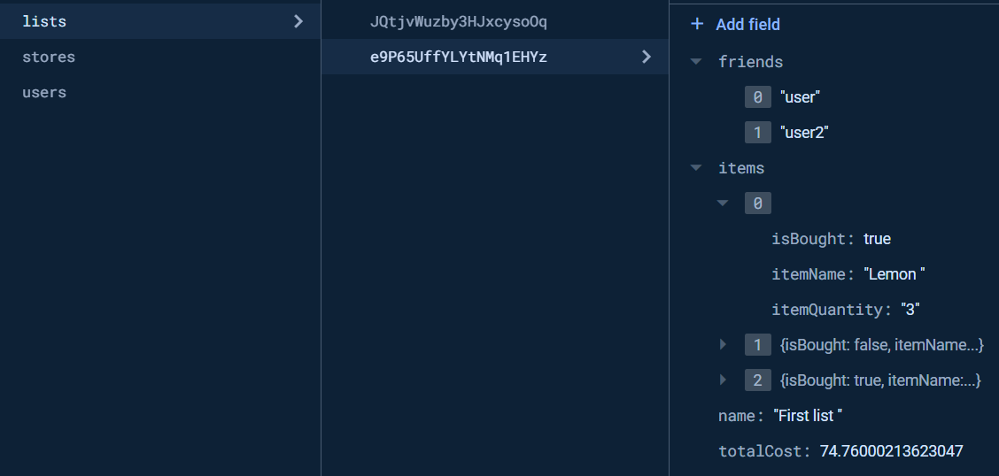 lists
stores
users
JQtjvWuzby3HJxcysoOq
e9P65UffYLYtNMq1EHYz
+ Add field
friends
0 "user"
1 "user2"
items
0
isBought: true
itemName: "Lemon "
itemQuantity: "3"
1 {isBought: false, itemName...}
2 {isBought: true, itemName:...}
name: "First list "
totalCost: 74.76000213623047